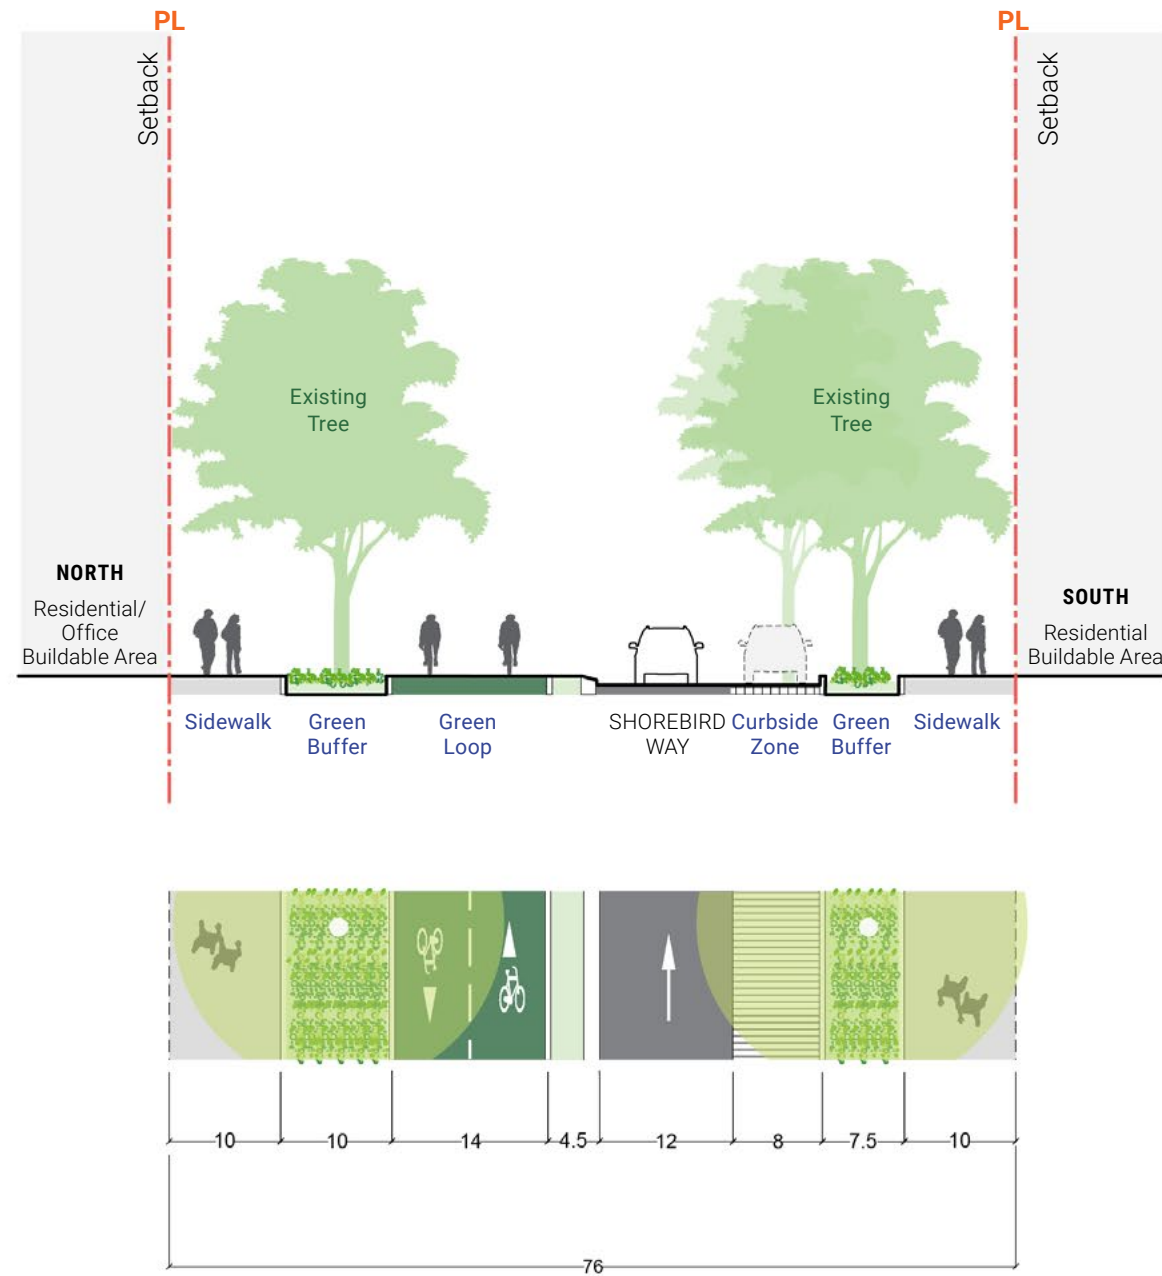 PL
PL
Setback
Setback
Existing
Tree
Existing
Tree
NORTH
Residential/
Office
Buildable Area
SOUTH
Residential
Buildable Area
Sidewalk
Green
Buffer
Green
Loop
SHOREBIRD
WAY
Curbside
Zone
Green
Buffer
Sidewalk
10
10
14
4.5
12
8
7.5
10
76